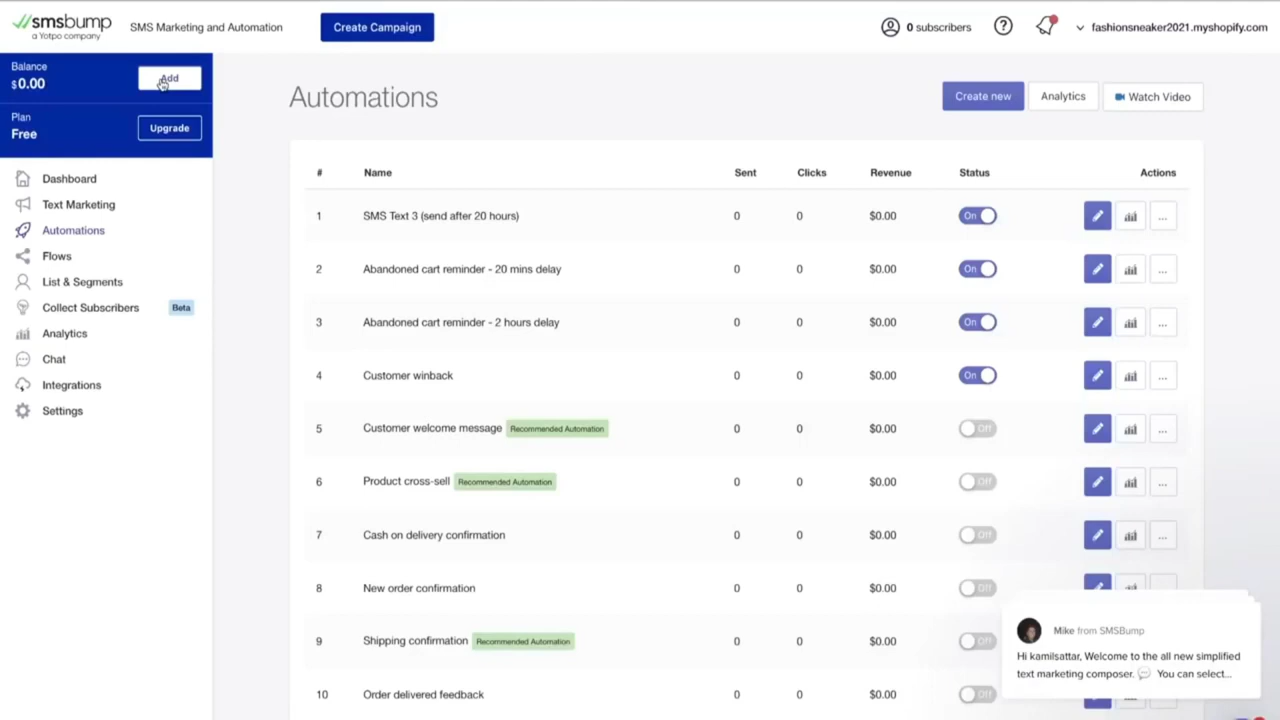 smsbump
a Yotpo company
SMS Marketing and Automation
Create Campaign
0 subscribers
fashionsneaker2021.myshopify.com
Balance
$0.00
Add
Plan
Free
Upgrade
Dashboard
Text Marketing
Automations
Flows
List & Segments
Collect Subscribers Beta
Analytics
Chat
Integrations
Settings
Automations
Create new
Analytics
Watch Video
# Name Sent Clicks Revenue Status Actions
1 SMS Text 3 (send after 20 hours) 0 0 $0.00 On ...
2 Abandoned cart reminder - 20 mins delay 0 0 $0.00 On ...
3 Abandoned cart reminder - 2 hours delay 0 0 $0.00 On ...
4 Customer winback 0 0 $0.00 On ...
5 Customer welcome message Recommended Automation 0 0 $0.00 Off ...
6 Product cross-sell Recommended Automation 0 0 $0.00 Off ...
7 Cash on delivery confirmation 0 0 $0.00 Off ...
8 New order confirmation 0 0 $0.00 Off
9 Shipping confirmation Recommended Automation 0 0 $0.00 Off
10 Order delivered feedback 0 0 $0.00 Off
Mike from SMSBump
Hi kamilsattar, Welcome to the all new simplified
text marketing composer. 💬 You can select...